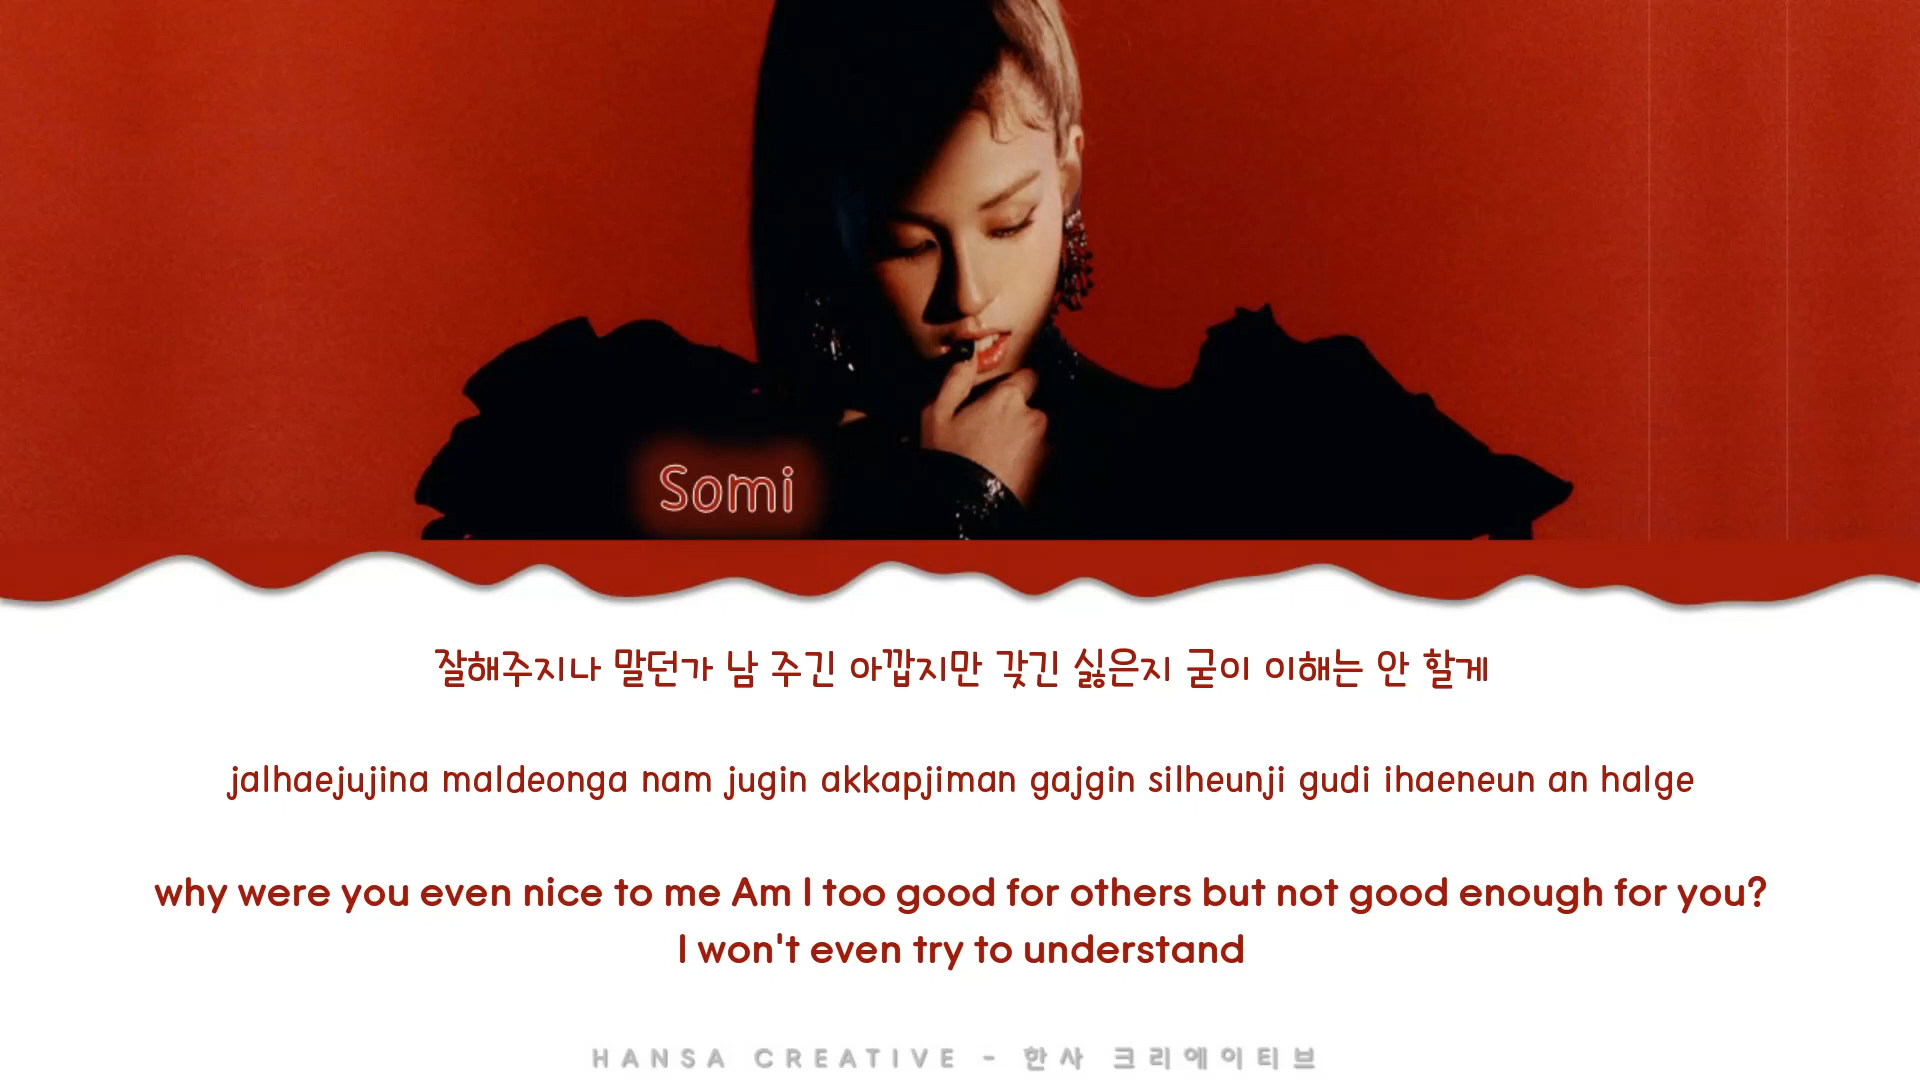 Somi
잘해주지나 말던가 남 주긴 아깝지만 갖긴 싫은지 굳이 이해는 안 할게
jalhaejujina maldeonga nam jugin akkapjiman gajgin silheunji gudi ihaeneun an halge
why were you even nice to me Am I too good for others but not good enough for you?
I won't even try to understand
HANSA CREATIVE - 한사 크리에이티브